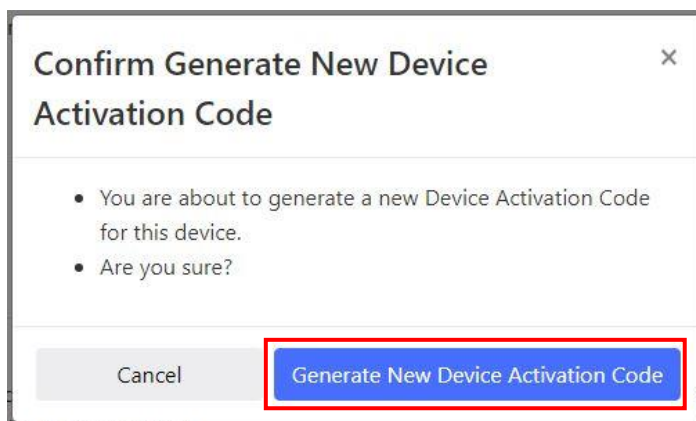 Confirm Generate New Device
Activation Code
×
• You are about to generate a new Device Activation Code
for this device.
• Are you sure?
Cancel
Generate New Device Activation Code